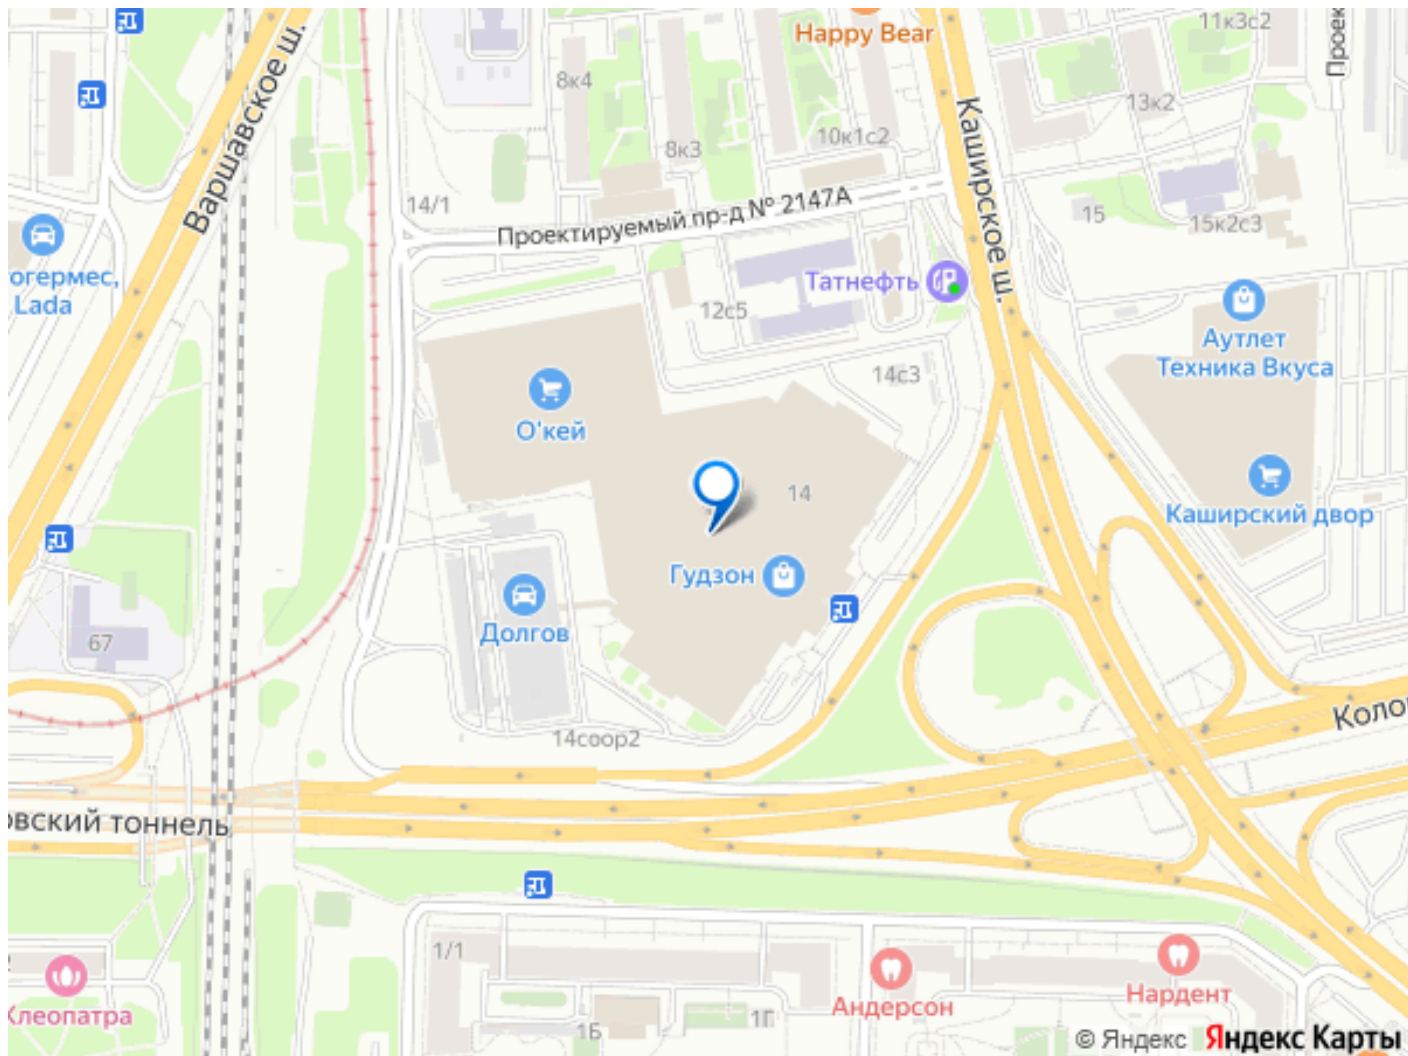 Happy Bear
11к3с2
Проек
8к4
13к2
Варшавское ш.
Каширское ш.
10к1с2
8к3
14/1
Проектируемый пр-д № 2147А
15
15к2с3
огермес,
Lada
Татнефть
12с5
Аутлет
Техника Вкуса
14с3
О'кей
14
Каширский двор
Гудзон
Долгов
67
14соор2
Коло
овский тоннель
1/1
Андерсон
Нардент
Клеопатра
1Б
1Г
© Яндекс Яндекс Карты